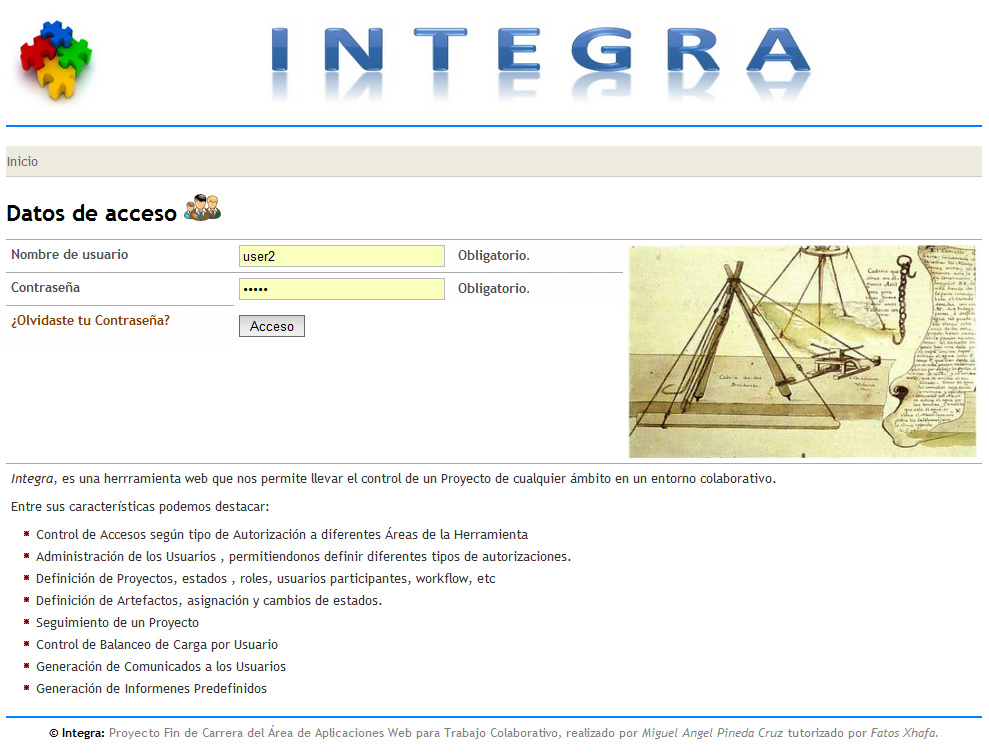 INTEGRA
Inicio
Datos de acceso
Nombre de usuario user2 Obligatorio.
Contraseña ••••• Obligatorio.
¿Olvidaste tu Contraseña? Acceso
Integra, es una herrramienta web que nos permite llevar el control de un Proyecto de cualquier ámbito en un entorno colaborativo.
Entre sus características podemos destacar:
Control de Accesos según tipo de Autorización a diferentes Áreas de la Herramienta
Administración de los Usuarios , permitiendonos definir diferentes tipos de autorizaciones.
Definición de Proyectos, estados , roles, usuarios participantes, workflow, etc
Definición de Artefactos, asignación y cambios de estados.
Seguimiento de un Proyecto
Control de Balanceo de Carga por Usuario
Generación de Comunicados a los Usuarios
Generación de Informenes Predefinidos
© Integra: Proyecto Fin de Carrera del Área de Aplicaciones Web para Trabajo Colaborativo, realizado por Miguel Angel Pineda Cruz tutorizado por Fatos Xhafa.